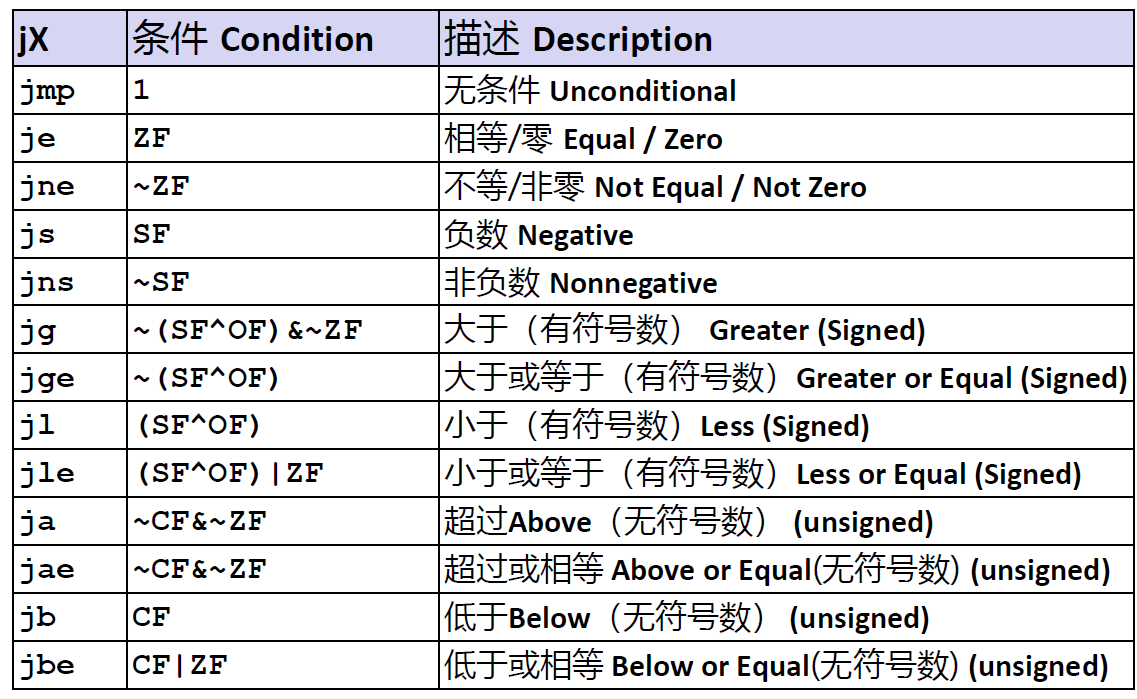 jX 条件 Condition 描述 Description
jmp 1 无条件 Unconditional
je ZF 相等/零 Equal / Zero
jne ~ZF 不等/非零 Not Equal / Not Zero
js SF 负数 Negative
jns ~SF 非负数 Nonnegative
jg ~(SF^OF)&~ZF 大于（有符号数） Greater (Signed)
jge ~(SF^OF) 大于或等于（有符号数）Greater or Equal (Signed)
jl (SF^OF) 小于（有符号数）Less (Signed)
jle (SF^OF)|ZF 小于或等于（有符号数）Less or Equal (Signed)
ja ~CF&~ZF 超过Above（无符号数） (unsigned)
jae ~CF&~ZF 超过或相等 Above or Equal(无符号数) (unsigned)
jb CF 低于Below（无符号数） (unsigned)
jbe CF|ZF 低于或相等 Below or Equal(无符号数) (unsigned)